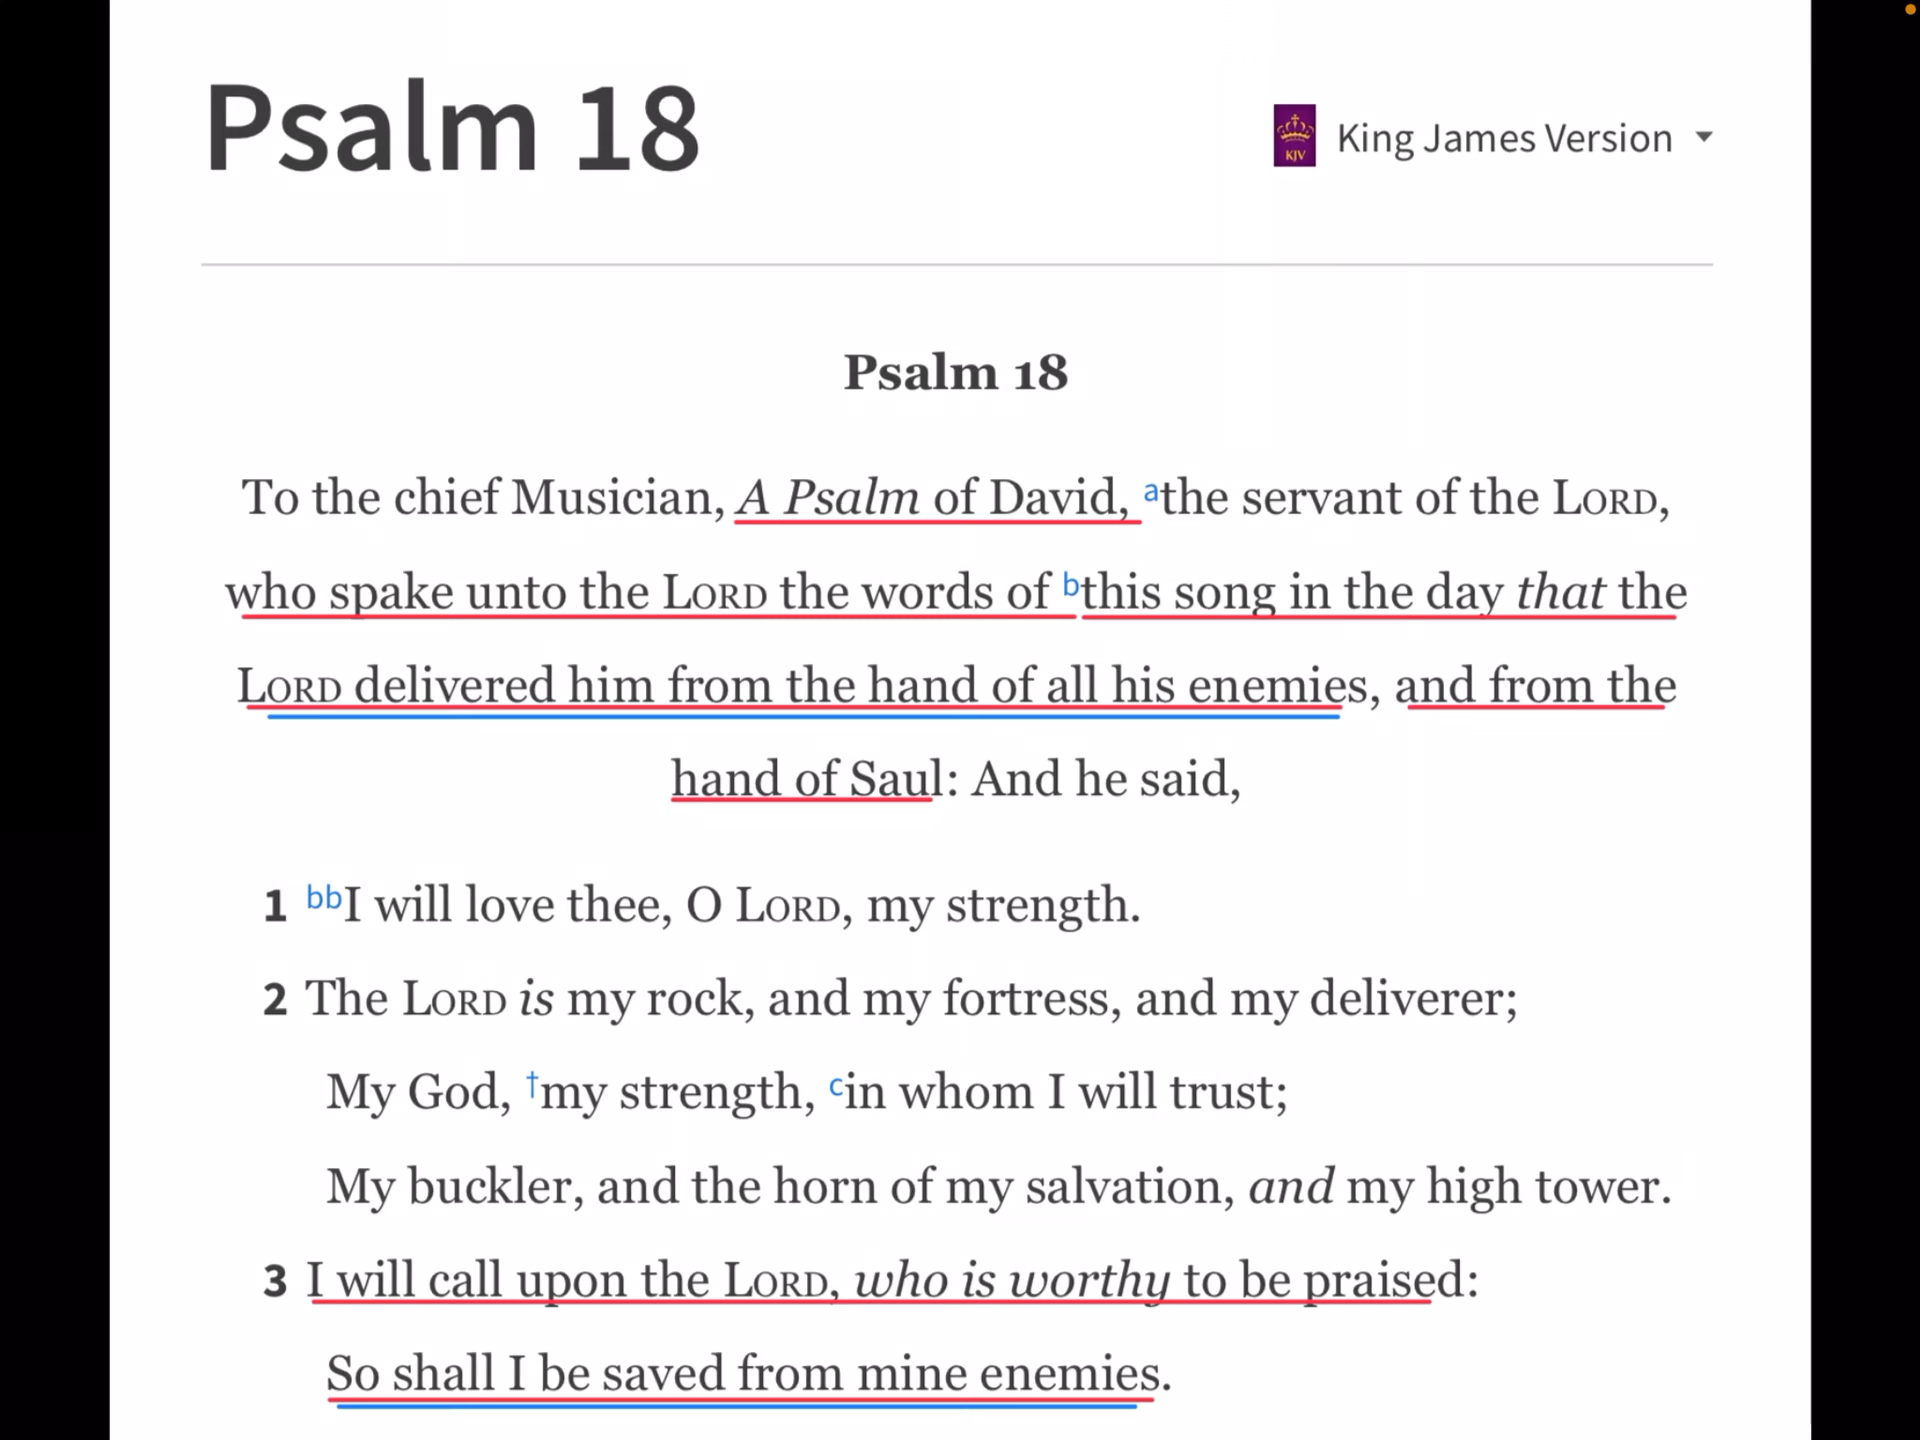 Psalm 18
KJV
King James Version
Psalm 18
To the chief Musician, A Psalm of David, athe servant of the LORD,
who spake unto the LORD the words of bthis song in the day that the
LORD delivered him from the hand of all his enemies, and from the
hand of Saul: And he said,
1 bbI will love thee, O LORD, my strength.
2 The LORD is my rock, and my fortress, and my deliverer;
My God, †my strength, cin whom I will trust;
My buckler, and the horn of my salvation, and my high tower.
3 I will call upon the LORD, who is worthy to be praised:
So shall I be saved from mine enemies.